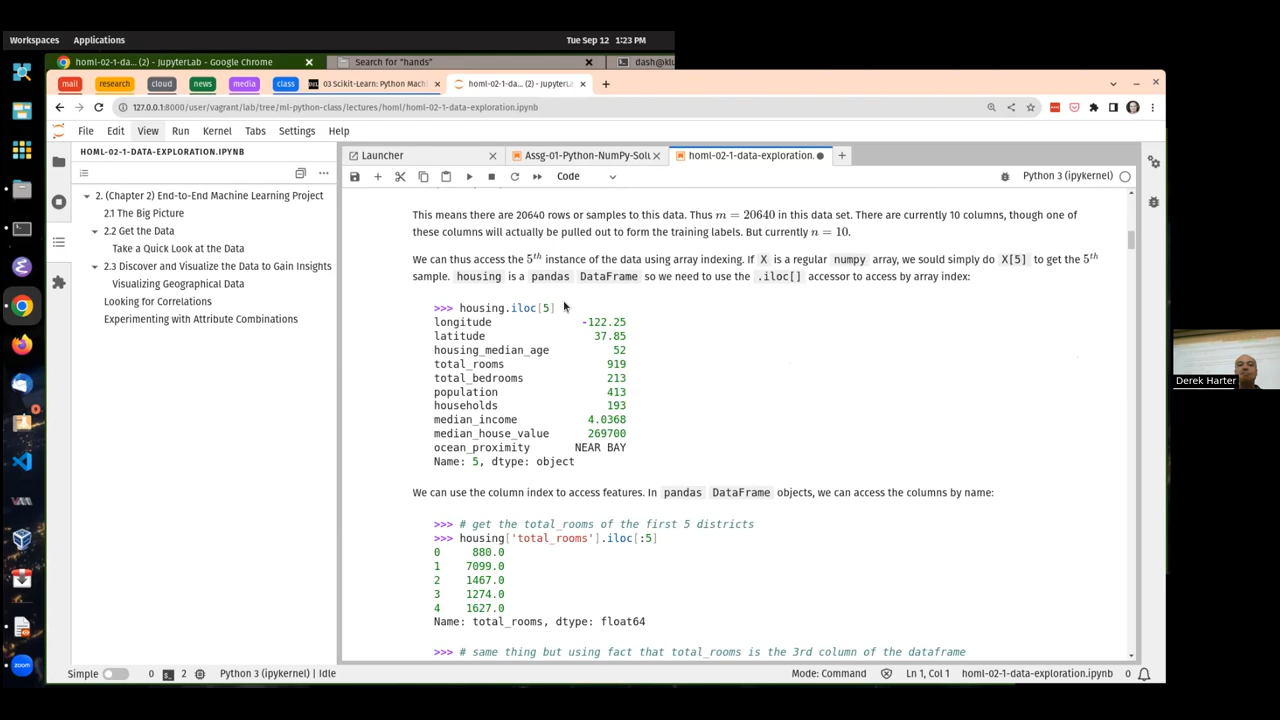 Workspaces Applications Tue Sep 12 1:23 PM
homl-02-1-da... (2) - JupyterLab - Google Chrome Search for "hands" dash@klu
mail research cloud news media class 03 Scikit-Learn: Python Machi homl-02-1-da... (2) - JupyterLa
127.0.0.1:8000/user/vagrant/lab/tree/ml-python-class/lectures/homl/homl-02-1-data-exploration.ipynb
File Edit View Run Kernel Tabs Settings Help
HOML-02-1-DATA-EXPLORATION.IPYNB
Launcher Assg-01-Python-NumPy-Solu homl-02-1-data-exploration.
Code Python 3 (ipykernel)
2. (Chapter 2) End-to-End Machine Learning Project
2.1 The Big Picture
2.2 Get the Data
Take a Quick Look at the Data
2.3 Discover and Visualize the Data to Gain Insights
Visualizing Geographical Data
Looking for Correlations
Experimenting with Attribute Combinations
This means there are 20640 rows or samples to this data. Thus m = 20640 in this data set. There are currently 10 columns, though one of
these columns will actually be pulled out to form the training labels. But currently n = 10.
We can thus access the 5th instance of the data using array indexing. If X is a regular numpy array, we sould simply do X[5] to get the 5th
sample. housing is a pandas DataFrame so we need to use the .iloc[] accessor to access by array index:
>>> housing.iloc[5]
longitude -122.25
latitude 37.85
housing_median_age 52
total_rooms 919
total_bedrooms 213
population 413
households 193
median_income 4.0368
median_house_value 269700
ocean_proximity NEAR BAY
Name: 5, dtype: object
We can use the column index to access features. In pandas DataFrame objects, we can access the columns by name:
>>> # get the total_rooms of the first 5 districts
>>> housing['total_rooms'].iloc[:5]
0 880.0
1 7099.0
2 1467.0
3 1274.0
4 1627.0
Name: total_rooms, dtype: float64
>>> # same thing but using fact that total_rooms is the 3rd column of the dataframe
Derek Harter
Simple 0 2 Python 3 (ipykernel) | Idle Mode: Command Ln 1, Col 1 homl-02-1-data-exploration.ipynb 0
zoom